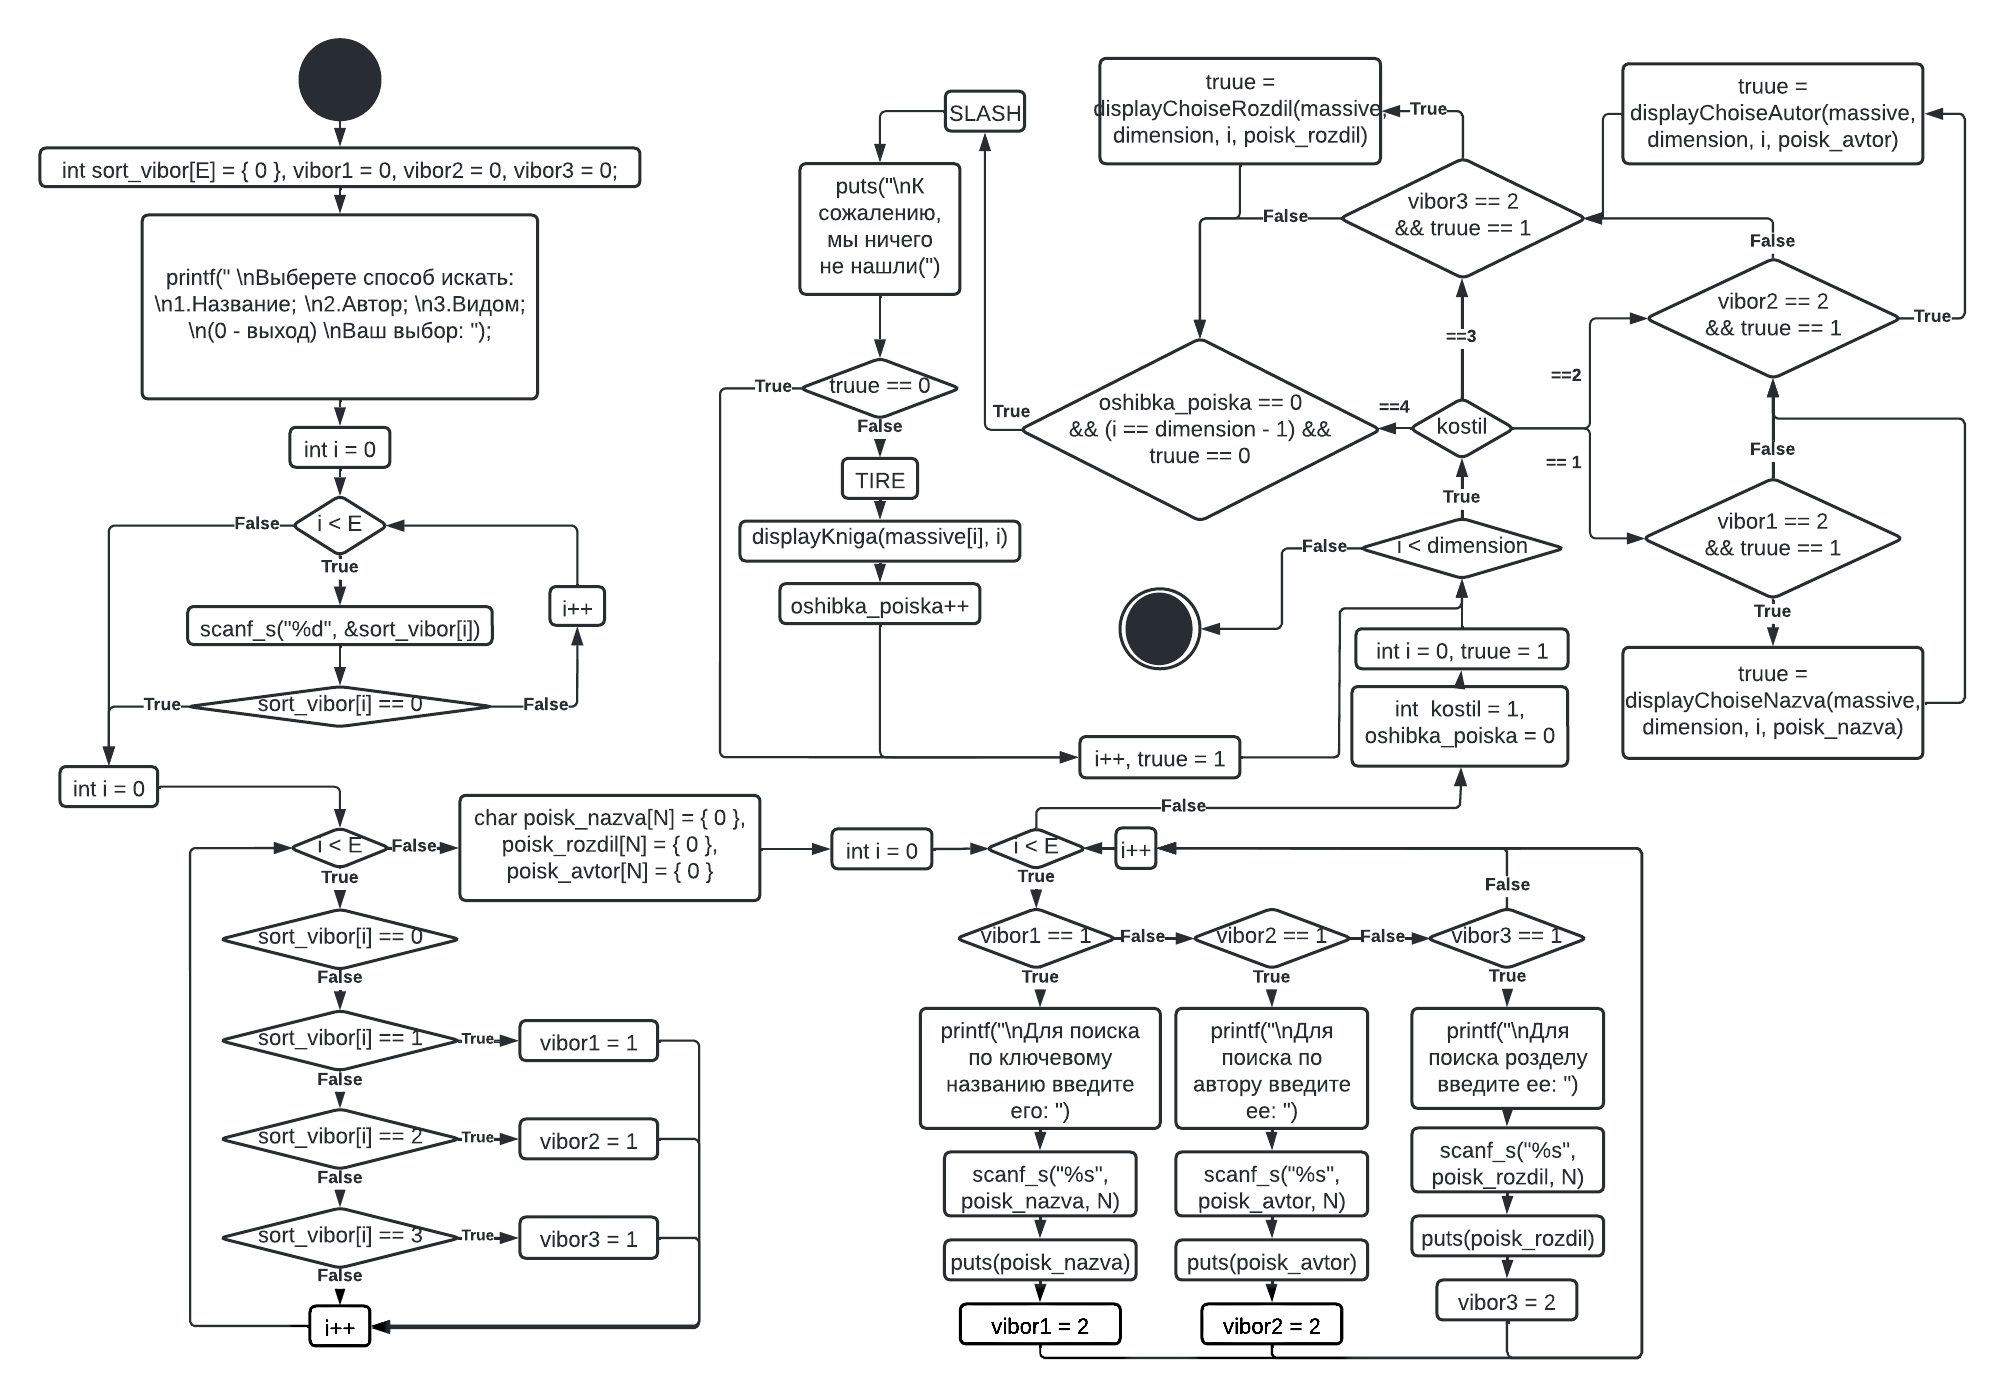 int sort_vibor[E] = { 0 }, vibor1 = 0, vibor2 = 0, vibor3 = 0;
printf(" \nВыберете способ искать:
\n1.Название; \n2.Автор; \n3.Видом;
\n(0 - выход) \nВаш выбор: ");
int i = 0
i < E
False
True
scanf_s("%d", &sort_vibor[i])
i++
sort_vibor[i] == 0
True
False
int i = 0
i < E
False
True
sort_vibor[i] == 0
False
sort_vibor[i] == 1
True
vibor1 = 1
False
sort_vibor[i] == 2
True
vibor2 = 1
False
sort_vibor[i] == 3
True
vibor3 = 1
False
i++
char poisk_nazva[N] = { 0 },
poisk_rozdil[N] = { 0 },
poisk_avtor[N] = { 0 }
int i = 0
i < E
i++
False
True
vibor1 == 1
False
vibor2 == 1
False
vibor3 == 1
False
True
True
True
printf("\nДля поиска
по ключевому
названию введите
его: ")
scanf_s("%s",
poisk_nazva, N)
puts(poisk_nazva)
vibor1 = 2
printf("\nДля
поиска по
автору введите
ее: ")
scanf_s("%s",
poisk_avtor, N)
puts(poisk_avtor)
vibor2 = 2
printf("\nДля
поиска розделу
введите ее: ")
scanf_s("%s",
poisk_rozdil, N)
puts(poisk_rozdil)
vibor3 = 2
int  kostil = 1,
oshibka_poiska = 0
int i = 0, truue = 1
i < dimension
False
True
kostil
== 1
==2
==3
==4
vibor1 == 2
&& truue == 1
False
True
truue =
displayChoiseNazva(massive,
dimension, i, poisk_nazva)
vibor2 == 2
&& truue == 1
False
True
truue =
displayChoiseAutor(massive,
dimension, i, poisk_avtor)
vibor3 == 2
&& truue == 1
True
False
truue =
displayChoiseRozdil(massive,
dimension, i, poisk_rozdil)
oshibka_poiska == 0
&& (i == dimension - 1) &&
truue == 0
True
SLASH
puts("\nК
сожалению,
мы ничего
не нашли(")
truue == 0
True
False
TIRE
displayKniga(massive[i], i)
oshibka_poiska++
i++, truue = 1